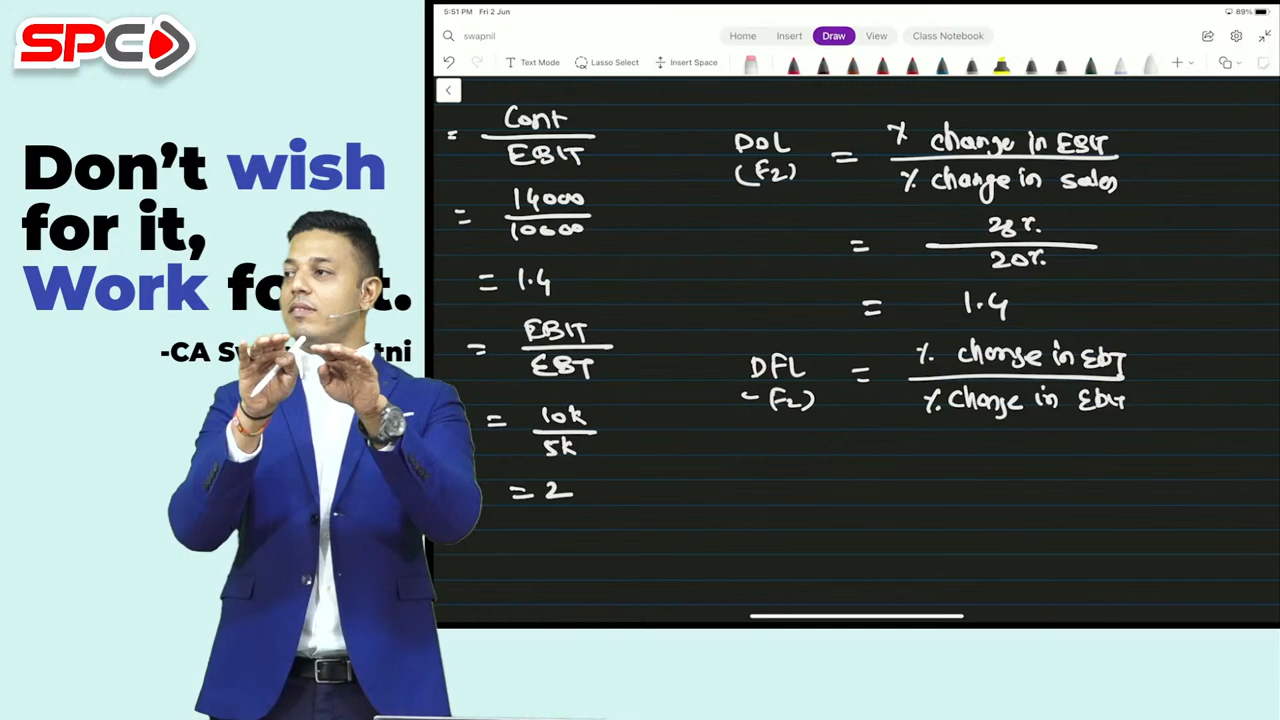 SPC
Don't wish
for it,
Work fo t.
-CA Sw tni
5:51 PM Fri 2 Jun
89%
swapnil
Home Insert Draw View Class Notebook
Text Mode Lasso Select Insert Space
= Cont
EBIT
= 14000
10000
= 1.4
= EBIT
EBT
= 10k
5k
= 2
DOL
(F2)
= % change in EBIT
% change in sales
= 28%.
20%.
= 1.4
DFL
(F2)
= % change in EbT
% change in Ebit